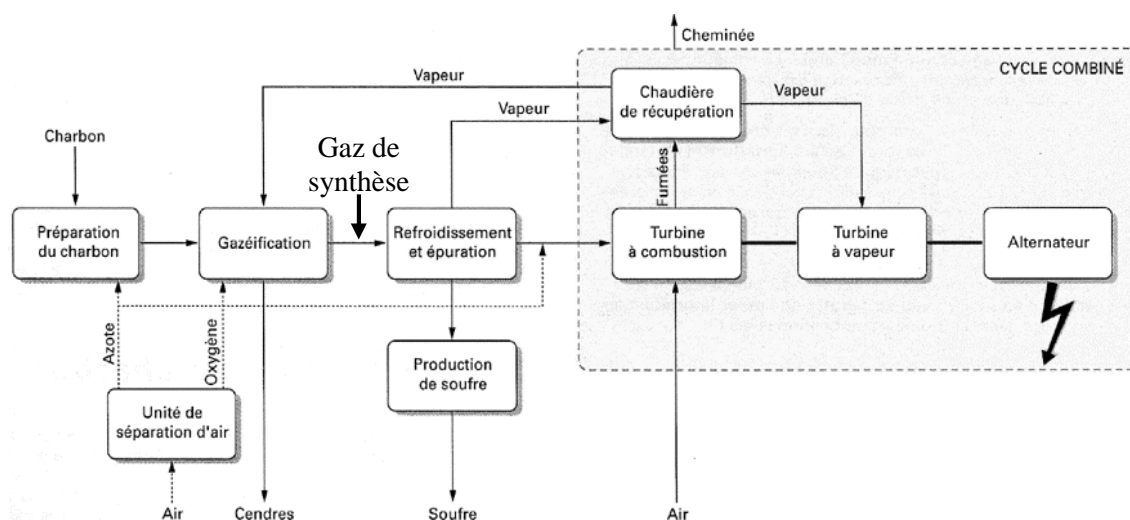 Cheminée
CYCLE COMBINÉ
Vapeur
Chaudière
de récupération
Vapeur
Vapeur
Charbon
Gaz de
synthèse
Fumées
Préparation
du charbon
Gazéification
Refroidissement
et épuration
Turbine
à combustion
Turbine
à vapeur
Alternateur
Azote
Oxygène
Production
de soufre
Unité de
séparation d'air
Air
Cendres
Soufre
Air